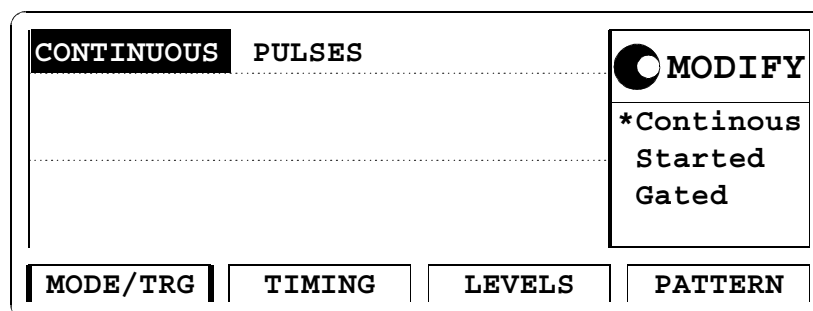 CONTINUOUS PULSES
MODIFY
*Continous
Started
Gated
MODE/TRG TIMING LEVELS PATTERN